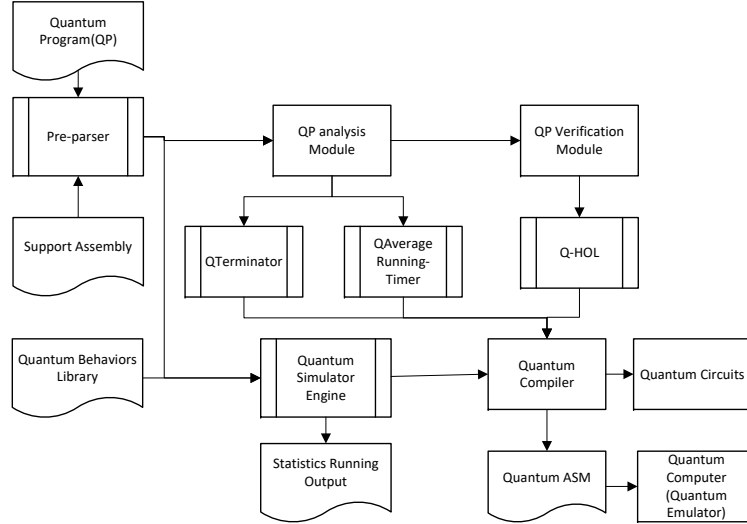 Quantum
Program(QP)
Pre-parser
QP analysis
Module
QP Verification
Module
Support Assembly
QTerminator
QAverage
Running-
Timer
Q-HOL
Quantum Behaviors
Library
Quantum
Simulator
Engine
Quantum
Compiler
Quantum Circuits
Statistics Running
Output
Quantum ASM
Quantum
Computer
(Quantum
Emulator)